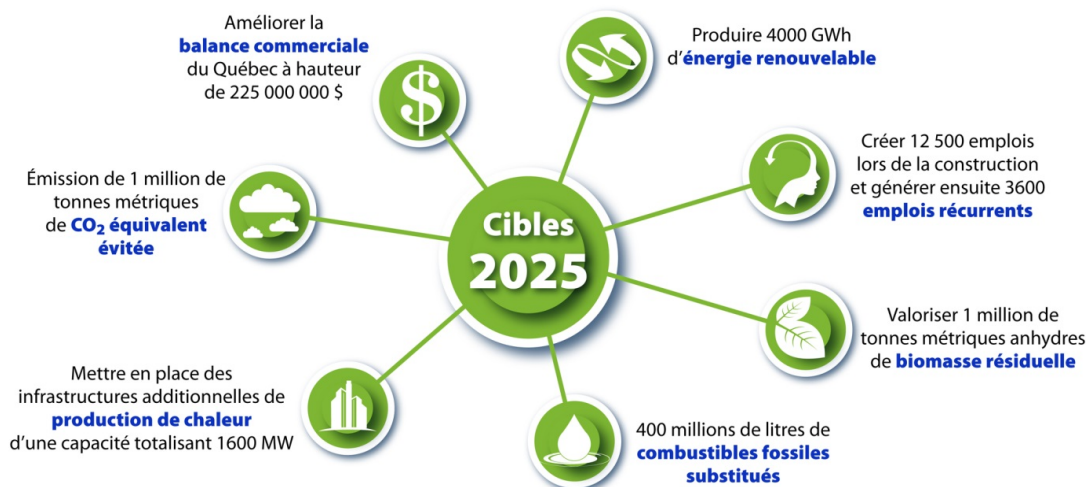 Améliorer la
balance commerciale
du Québec à hauteur
de 225 000 000 $
$
Produire 4000 GWh
d'énergie renouvelable
Créer 12 500 emplois
lors de la construction
et générer ensuite 3600
emplois récurrents
Émission de 1 million de
tonnes métriques
de CO₂ équivalent
évitée
Cibles
2025
Valoriser 1 million de
tonnes métriques anhydres
de biomasse résiduelle
Mettre en place des
infrastructures additionnelles de
production de chaleur
d'une capacité totalisant 1600 MW
400 millions de litres de
combustibles fossiles
substitués